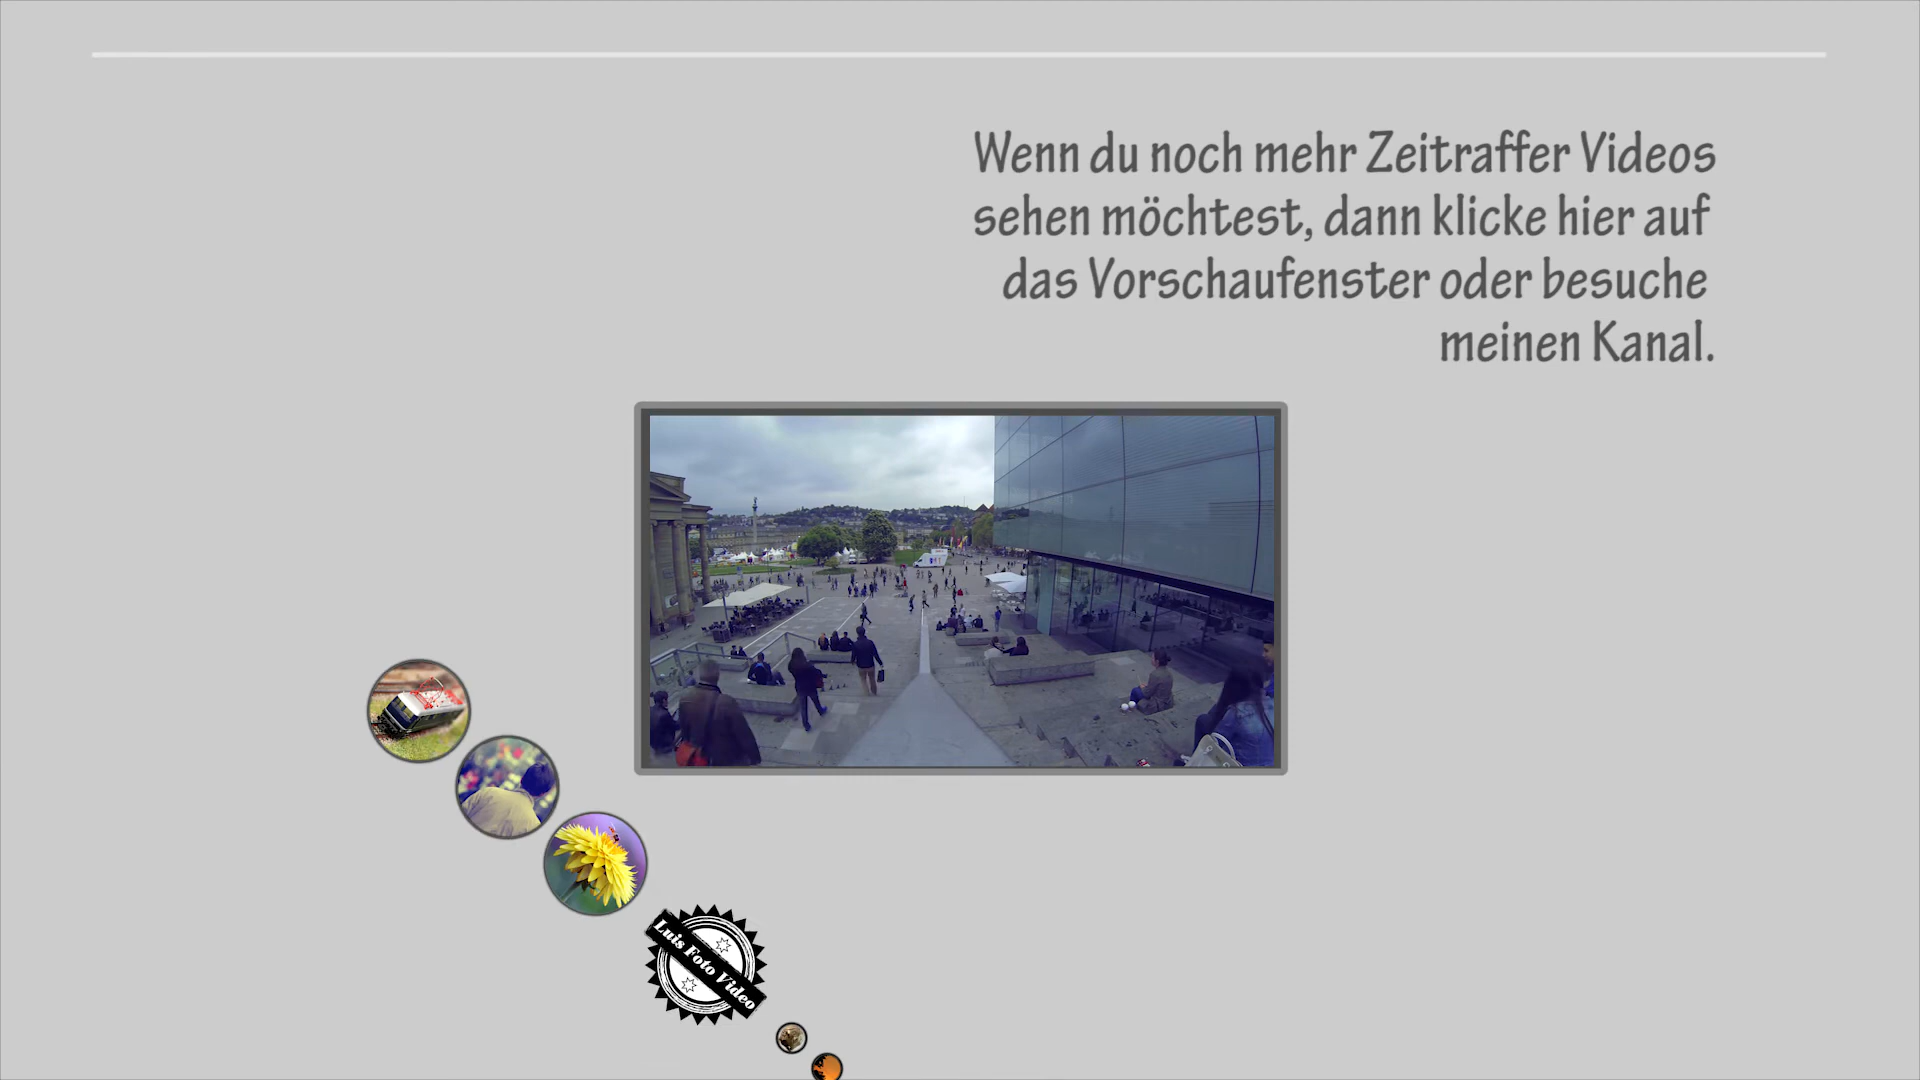 Wenn du noch mehr Zeitraffer Videos
sehen möchtest, dann klicke hier auf
das Vorschaufenster oder besuche
meinen Kanal.
Luis Foto Video